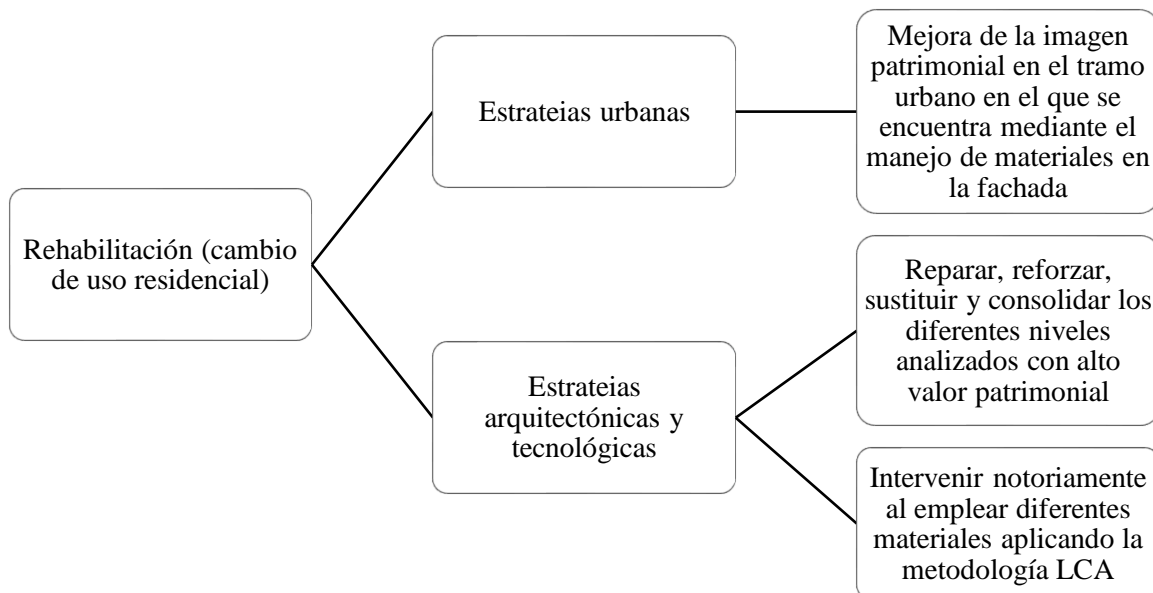 Rehabilitación (cambio
de uso residencial)
Estrateias urbanas
Mejora de la imagen
patrimonial en el tramo
urbano en el que se
encuentra mediante el
manejo de materiales en
la fachada
Estrateias
arquitectónicas y
tecnológicas
Reparar, reforzar,
sustituir y consolidar los
diferentes niveles
analizados con alto
valor patrimonial
Intervenir notoriamente
al emplear diferentes
materiales aplicando la
metodología LCA